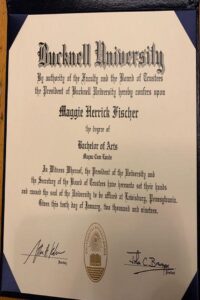 Bucknell University
By authority of the Faculty and the Board of Trustees
the President of Bucknell University hereby confers upon
Maggie Herrick Fischer
the degree of
Bachelor of Arts
Magna Cum Laude
In Witness Whereof, the President of the University and
the Secretary of the Board of Trustees have hereunto set their hands
and caused the seal of the University to be affixed at Lewisburg, Pennsylvania.
Given this tenth day of January, two thousand and nineteen.